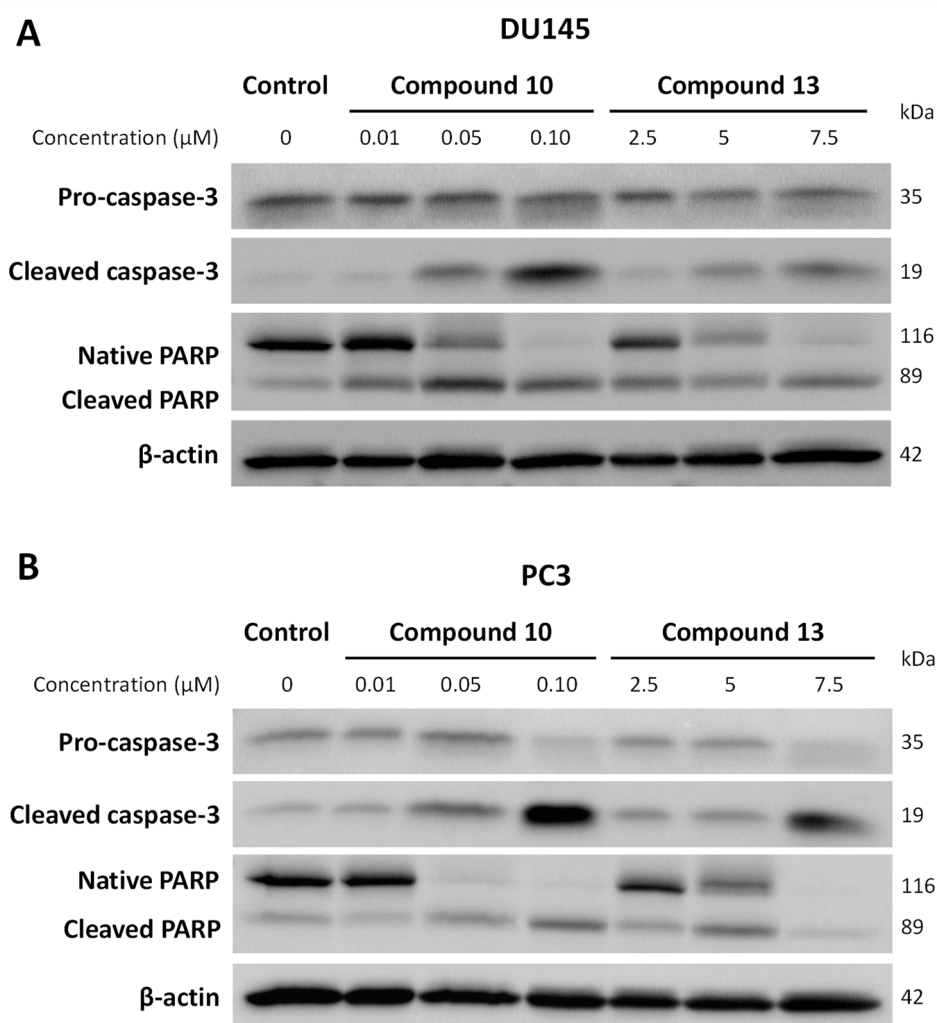 A
DU145
Control Compound 10 Compound 13
kDa
Concentration (µM) 0 0.01 0.05 0.10 2.5 5 7.5
Pro-caspase-3 35
Cleaved caspase-3 19
116
Native PARP
89
Cleaved PARP
β-actin 42
B
PC3
Control Compound 10 Compound 13
kDa
Concentration (µM) 0 0.01 0.05 0.10 2.5 5 7.5
Pro-caspase-3 35
Cleaved caspase-3 19
Native PARP 116
Cleaved PARP 89
β-actin 42